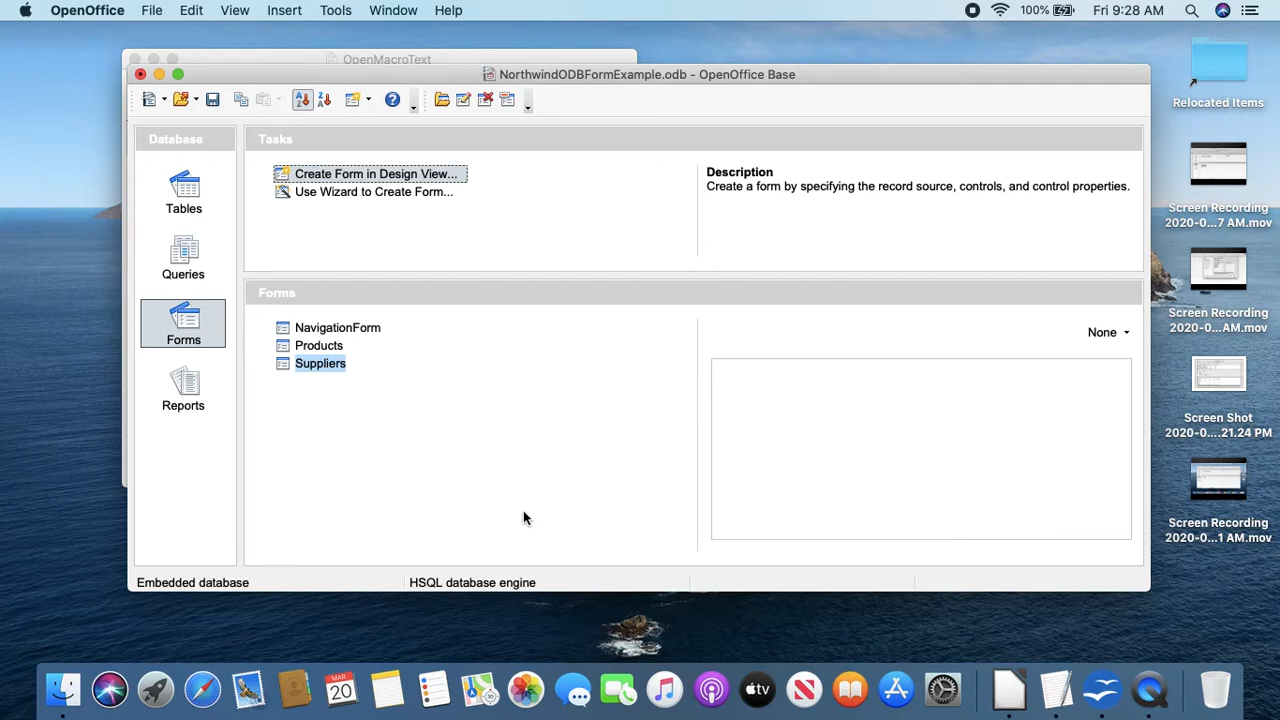 OpenOffice File Edit View Insert Tools Window Help 100% Fri 9:28 AM
OpenMacroText
NorthwindODBFormExample.odb - OpenOffice Base
Database
Tables
Queries
Forms
Reports
Tasks
Create Form in Design View...
Use Wizard to Create Form...
Description
Create a form by specifying the record source, controls, and control properties.
Forms
NavigationForm
Products
Suppliers
None
Embedded database HSQL database engine
Relocated Items
Screen Recording
2020-0...7 AM.mov
Screen Recording
2020-0...AM.mov
Screen Shot
2020-0....21.24 PM
Screen Recording
2020-0...1 AM.mov
MAR
20
tv